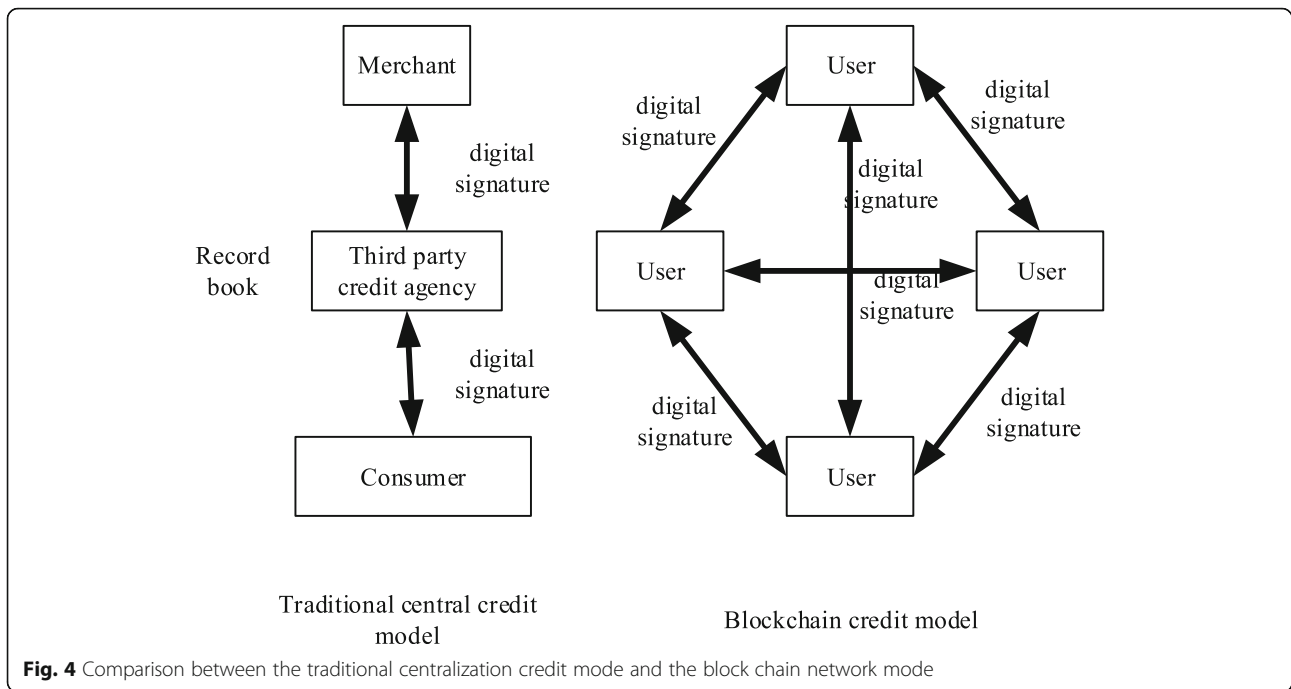 Merchant
digital
signature
Record
book
Third party
credit agency
digital
signature
Consumer
Traditional central credit
model
User
digital
signature
digital
signature
digital
signature
User
User
digital
signature
digital
signature
digital
signature
User
Blockchain credit model
Fig. 4 Comparison between the traditional centralization credit mode and the block chain network mode